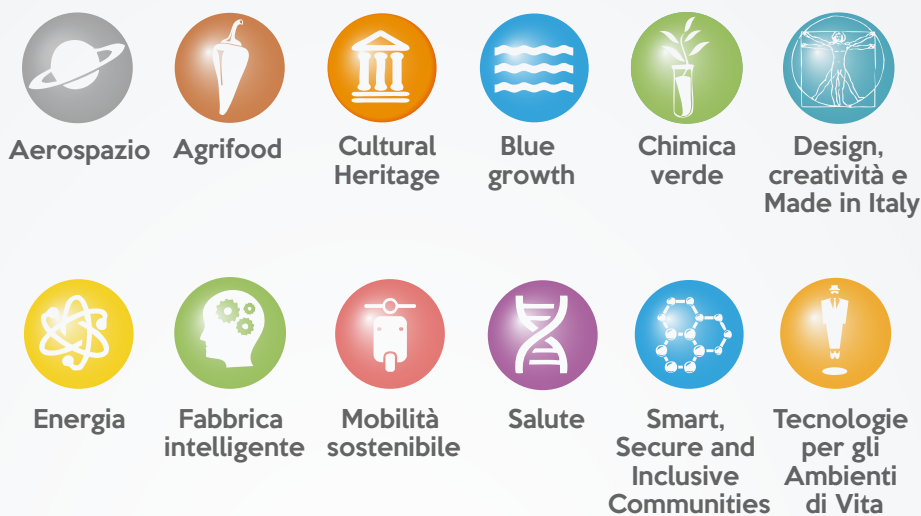 Aerospazio
Agrifood
Cultural
Heritage
Blue
growth
Chimica
verde
Design,
creatività e
Made in Italy
Energia
Fabbrica
intelligente
Mobilità
sostenibile
Salute
Smart,
Secure and
Inclusive
Communities
Tecnologie
per gli
Ambienti
di Vita